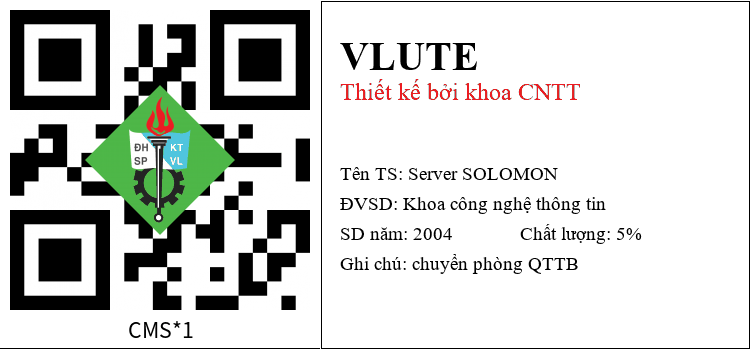 ĐH KT
SP VL
CMS*1
VLUTE
Thiết kế bởi khoa CNTT
Tên TS: Server SOLOMON
ĐVSD: Khoa công nghệ thông tin
SD năm: 2004 Chất lượng: 5%
Ghi chú: chuyển phòng QTTB